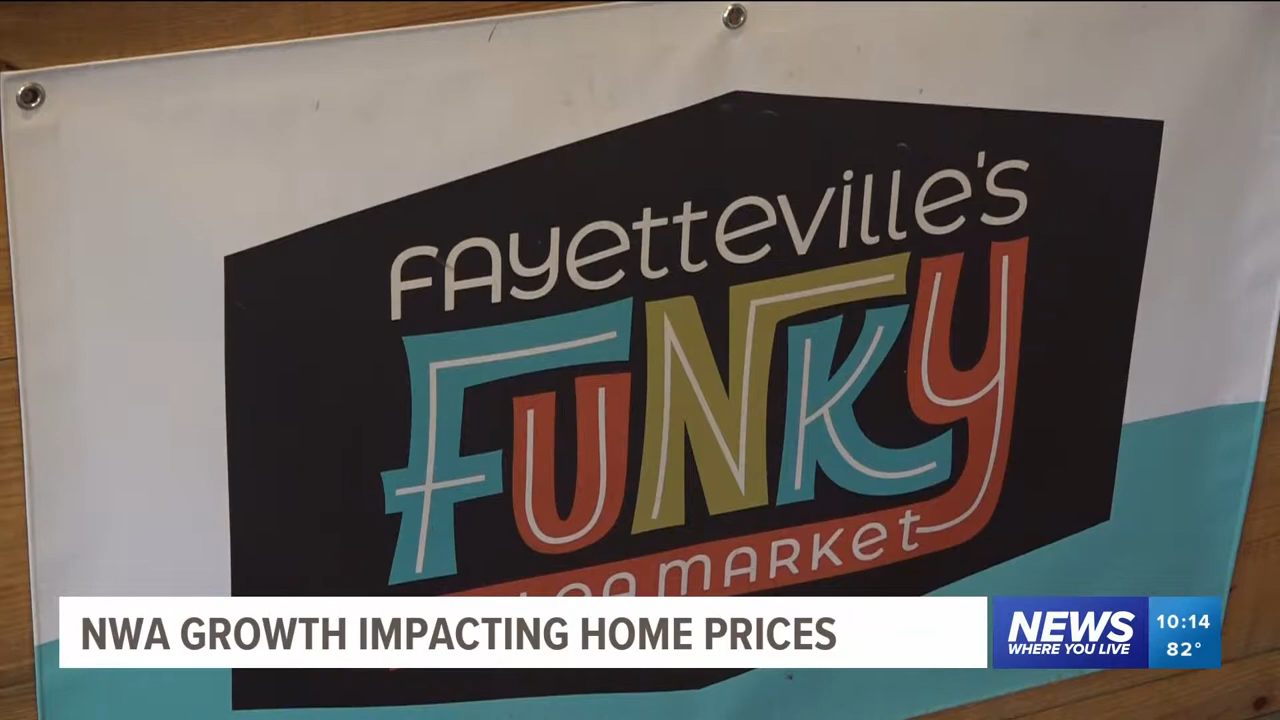 Fayetteville's
FUNKY
market
NWA GROWTH IMPACTING HOME PRICES
NEWS
WHERE YOU LIVE
10:14
82°